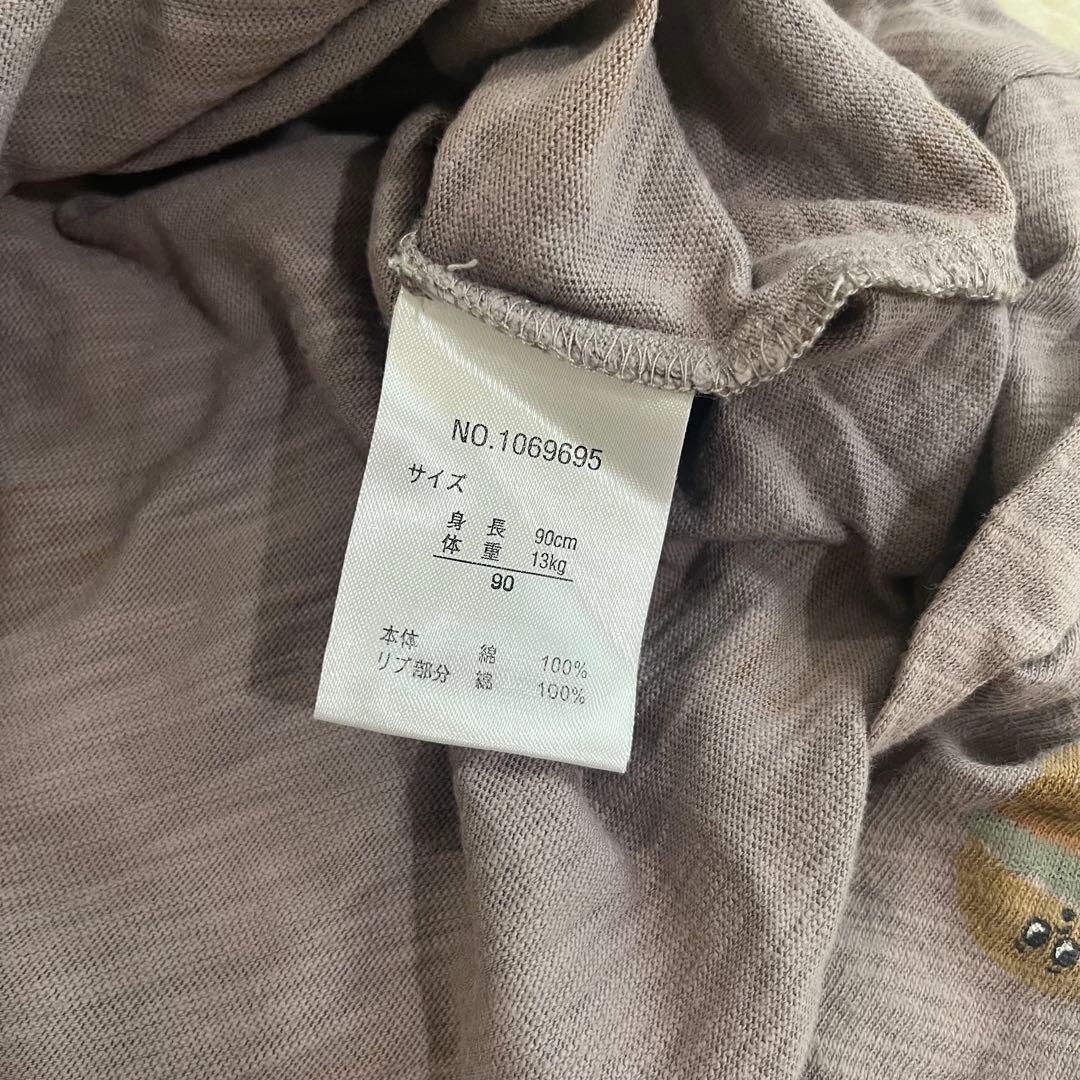 NO.1069695
サイズ
身 長 90cm
体 重 13kg
90
本体 綿 100%
リブ部分 綿 100%